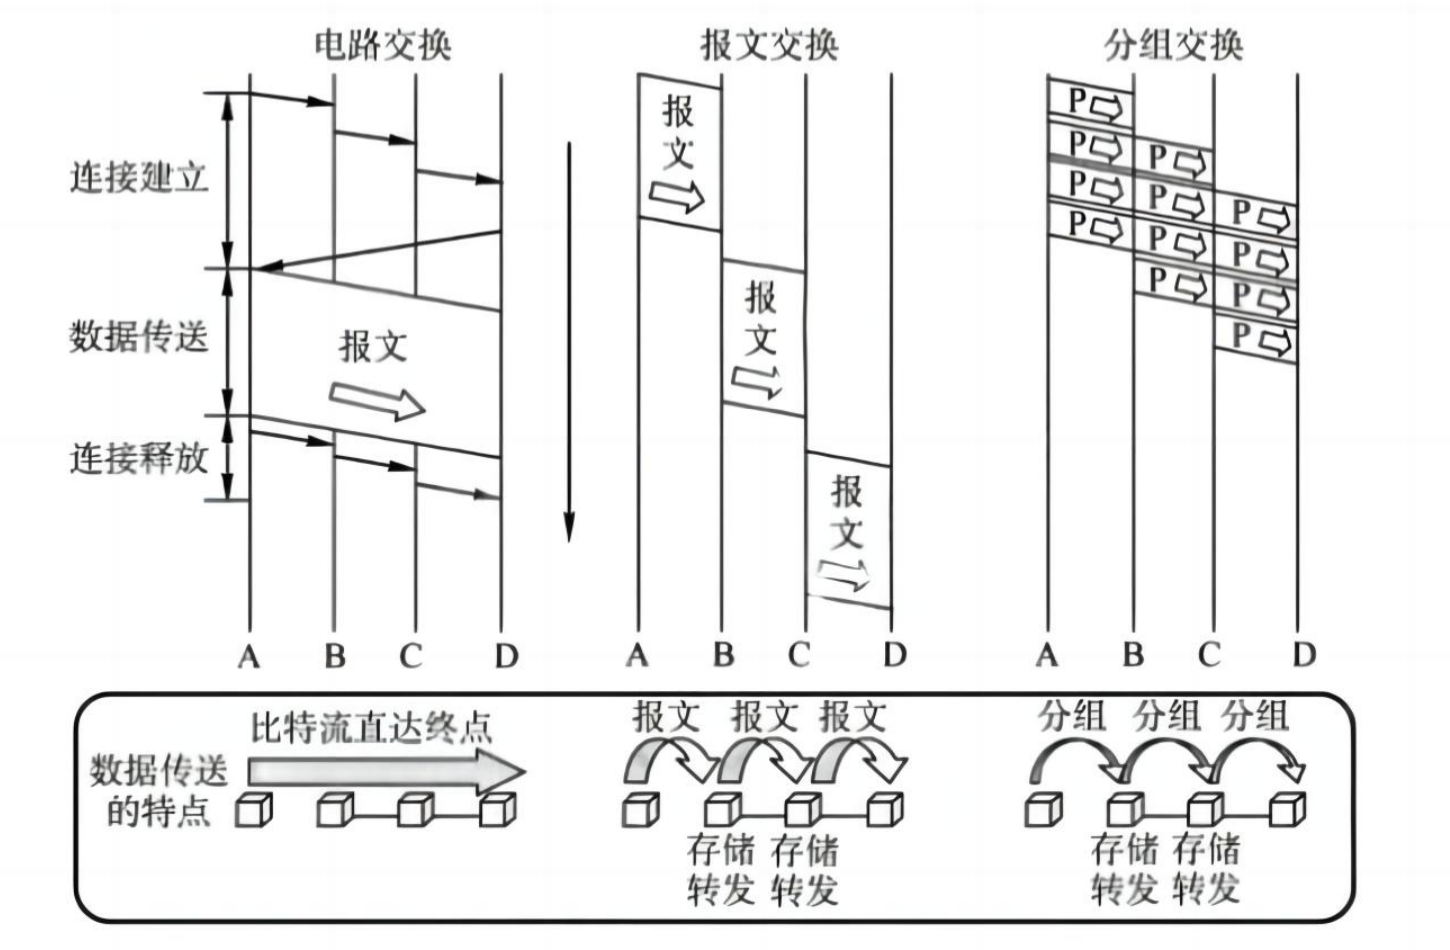 电路交换
报文交换
分组交换
连接建立
数据传送
连接释放
报文
报
文
报
文
报
文
P
P
P
P
P
P
P
P
P
P
P
P
A B C D
A B C D
A B C D
数据传送
的特点
比特流直达终点
报文 报文 报文
存储 存储
转发 转发
分组 分组 分组
存储 存储
转发 转发